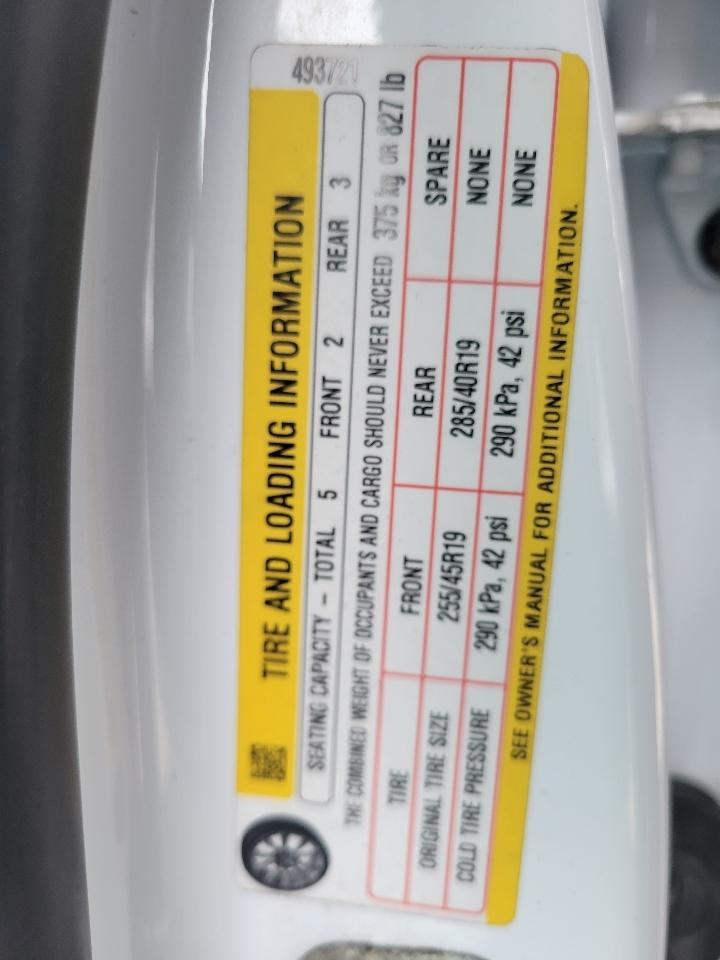 493721
TIRE AND LOADING INFORMATION
SEATING CAPACITY – TOTAL 5 FRONT 2 REAR 3
THE COMBINED WEIGHT OF OCCUPANTS AND CARGO SHOULD NEVER EXCEED 375 kg OR 827 lb
TIRE FRONT REAR SPARE
ORIGINAL TIRE SIZE 255/45R19 285/40R19 NONE
COLD TIRE PRESSURE 290 kPa, 42 psi 290 kPa, 42 psi NONE
SEE OWNER'S MANUAL FOR ADDITIONAL INFORMATION.